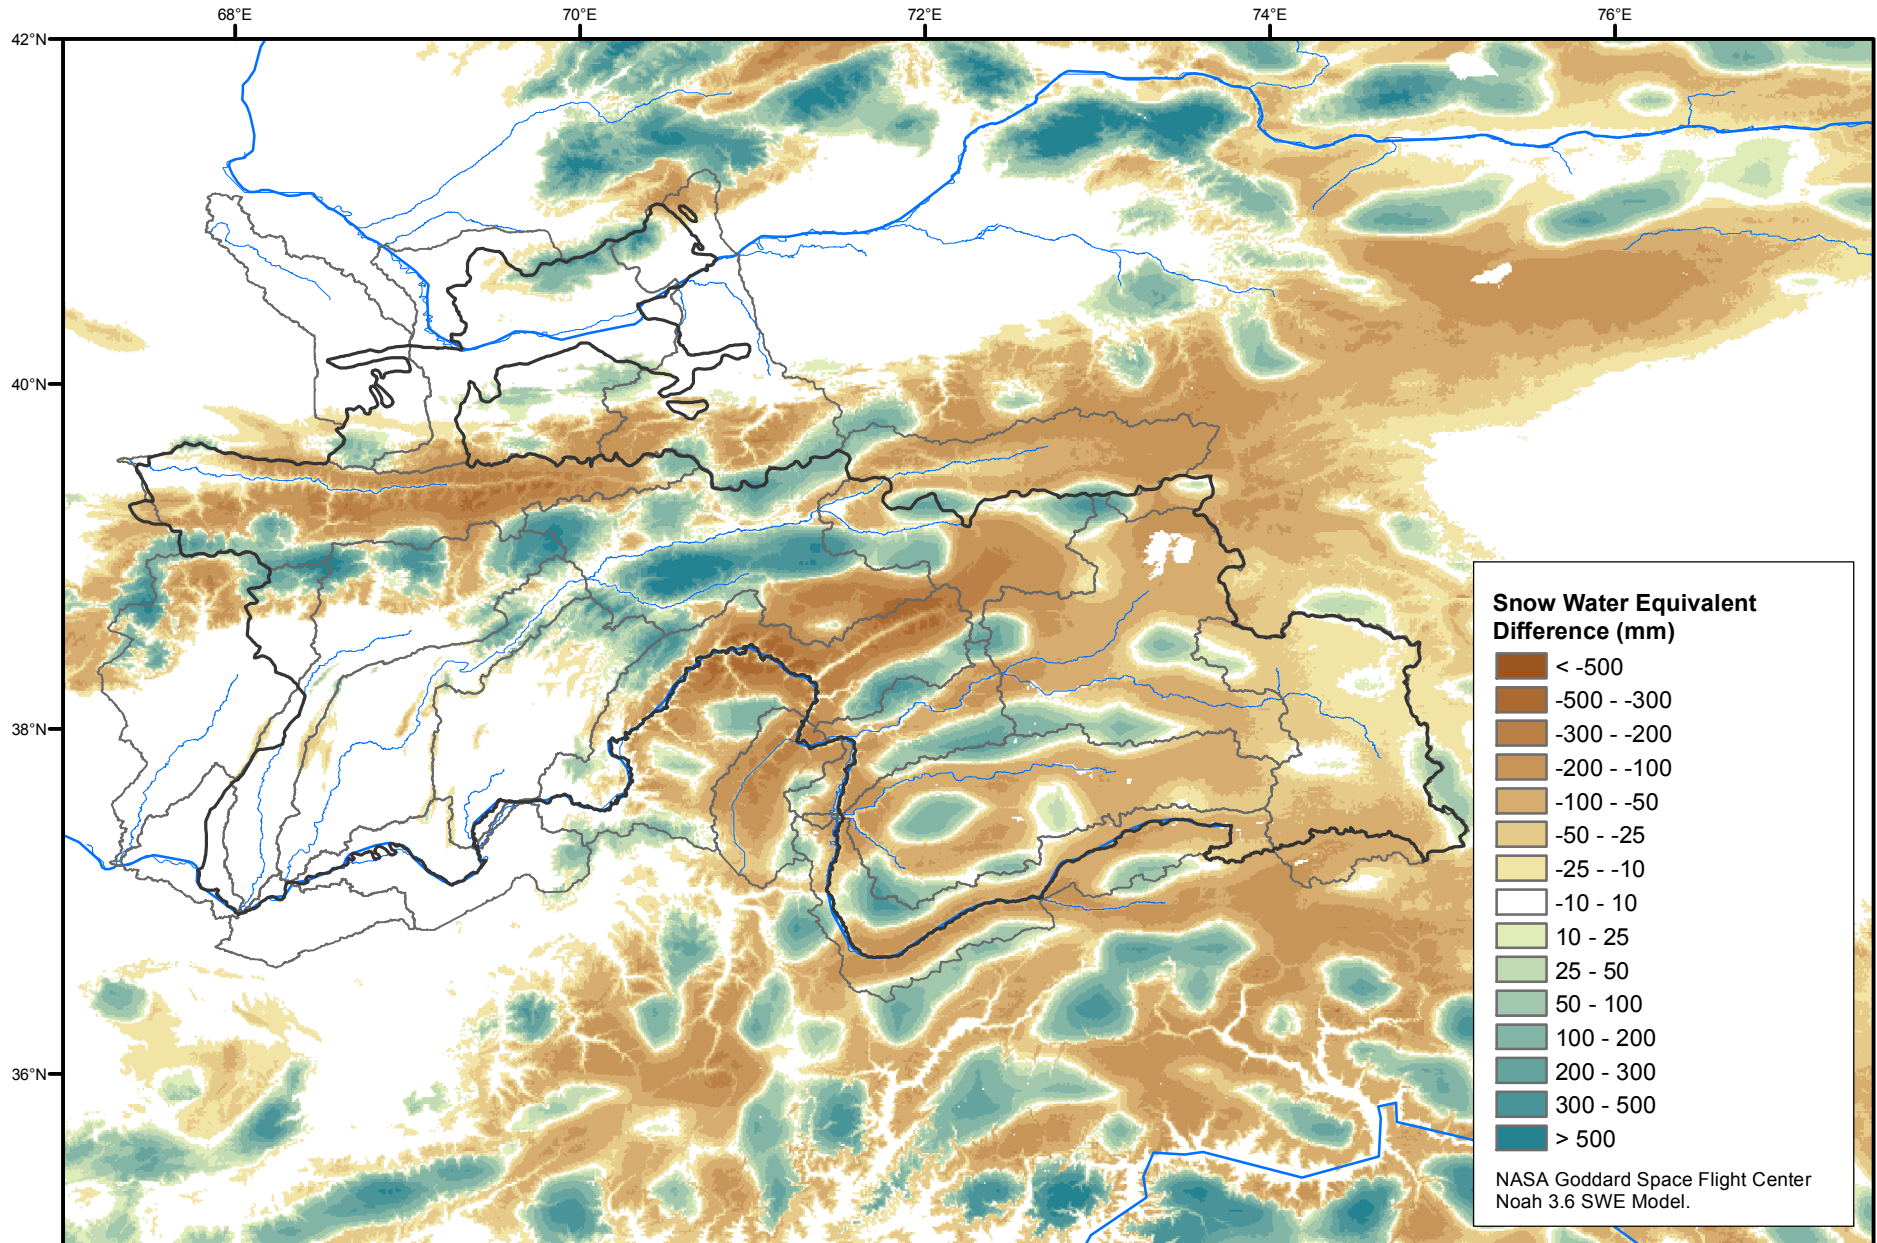 68°E
70°E
72°E
74°E
76°E
42°N
40°N
38°N
36°N
Snow Water Equivalent
Difference (mm)
< -500
-500 - -300
-300 - -200
-200 - -100
-100 - -50
-50 - -25
-25 - -10
-10 - 10
10 - 25
25 - 50
50 - 100
100 - 200
200 - 300
300 - 500
> 500
NASA Goddard Space Flight Center
Noah 3.6 SWE Model.